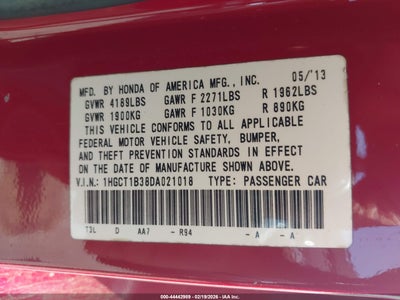 MFD. BY HONDA OF AMERICA MFG., INC. 05/'13
GVWR 4189LBS GAWR F 2271LBS R 1962LBS
GVWR 1900KG GAWR F 1030KG R 890KG
THIS VEHICLE CONFORMS TO ALL APPLICABLE
FEDERAL MOTOR VEHICLE SAFETY, BUMPER,
AND THEFT PREVENTION STANDARDS IN EFFECT
ON THE DATE OF MANUFACTURE SHOWN ABOVE.
V.I.N.: 1HGCT1B38DA021018 TYPE: PASSENGER CAR
T3L D AA7 - R94 - A - A-
000-44442989 - 02/19/2026 - IAA Inc.